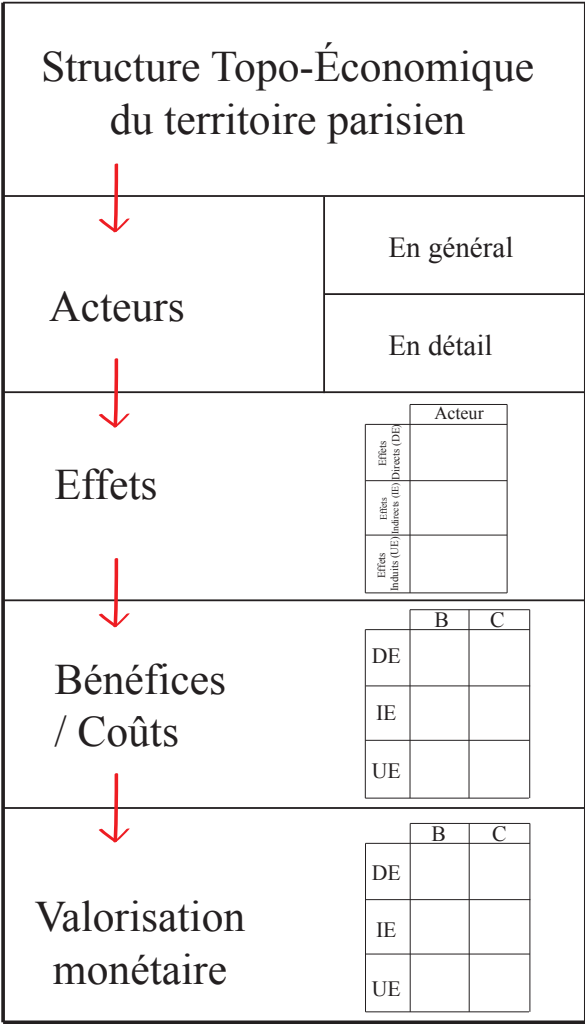 Structure Topo-Économique
du territoire parisien
Acteurs
En général
En détail
Effets
Acteur
Effets
Directs (DE)
Effets
Indirects (IE)
Effets
Induits (UE)
Bénéfices
/ Coûts
B C
DE
IE
UE
Valorisation
monétaire
B C
DE
IE
UE